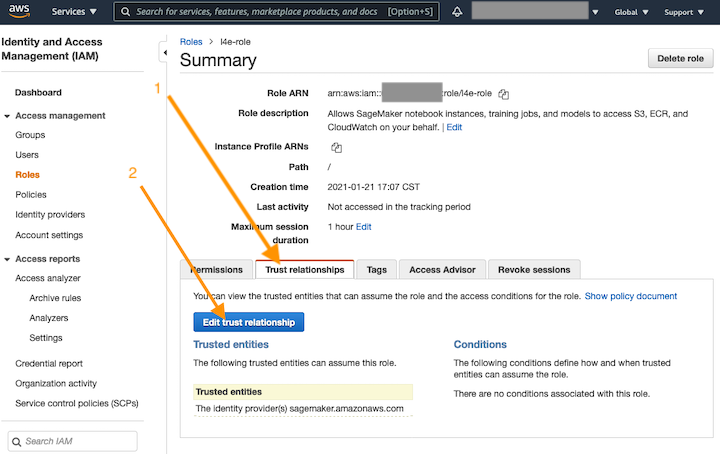 aws
Services
Search for services, features, marketplace products, and docs
[Option+S]
Global
Support
Identity and Access
Management (IAM)
Dashboard
Access management
Groups
Users
Roles
Policies
Identity providers
Account settings
Access reports
Access analyzer
Archive rules
Analyzers
Settings
Credential report
Organization activity
Service control policies (SCPs)
Search IAM
1
2
Roles > l4e-role
Summary
Delete role
Role ARN
arn:aws:iam::
:role/l4e-role
Role description
Allows SageMaker notebook instances, training jobs, and models to access S3, ECR, and
CloudWatch on your behalf. | Edit
Instance Profile ARNs
Path
/
Creation time
2021-01-21 17:07 CST
Last activity
Not accessed in the tracking period
Maximum session
duration
1 hour Edit
Permissions
Trust relationships
Tags
Access Advisor
Revoke sessions
You can view the trusted entities that can assume the role and the access conditions for the role. Show policy document
Edit trust relationship
Trusted entities
The following trusted entities can assume this role.
Trusted entities
The identity provider(s) sagemaker.amazonaws.com
Conditions
The following conditions define how and when trusted
entities can assume the role.
There are no conditions associated with this role.